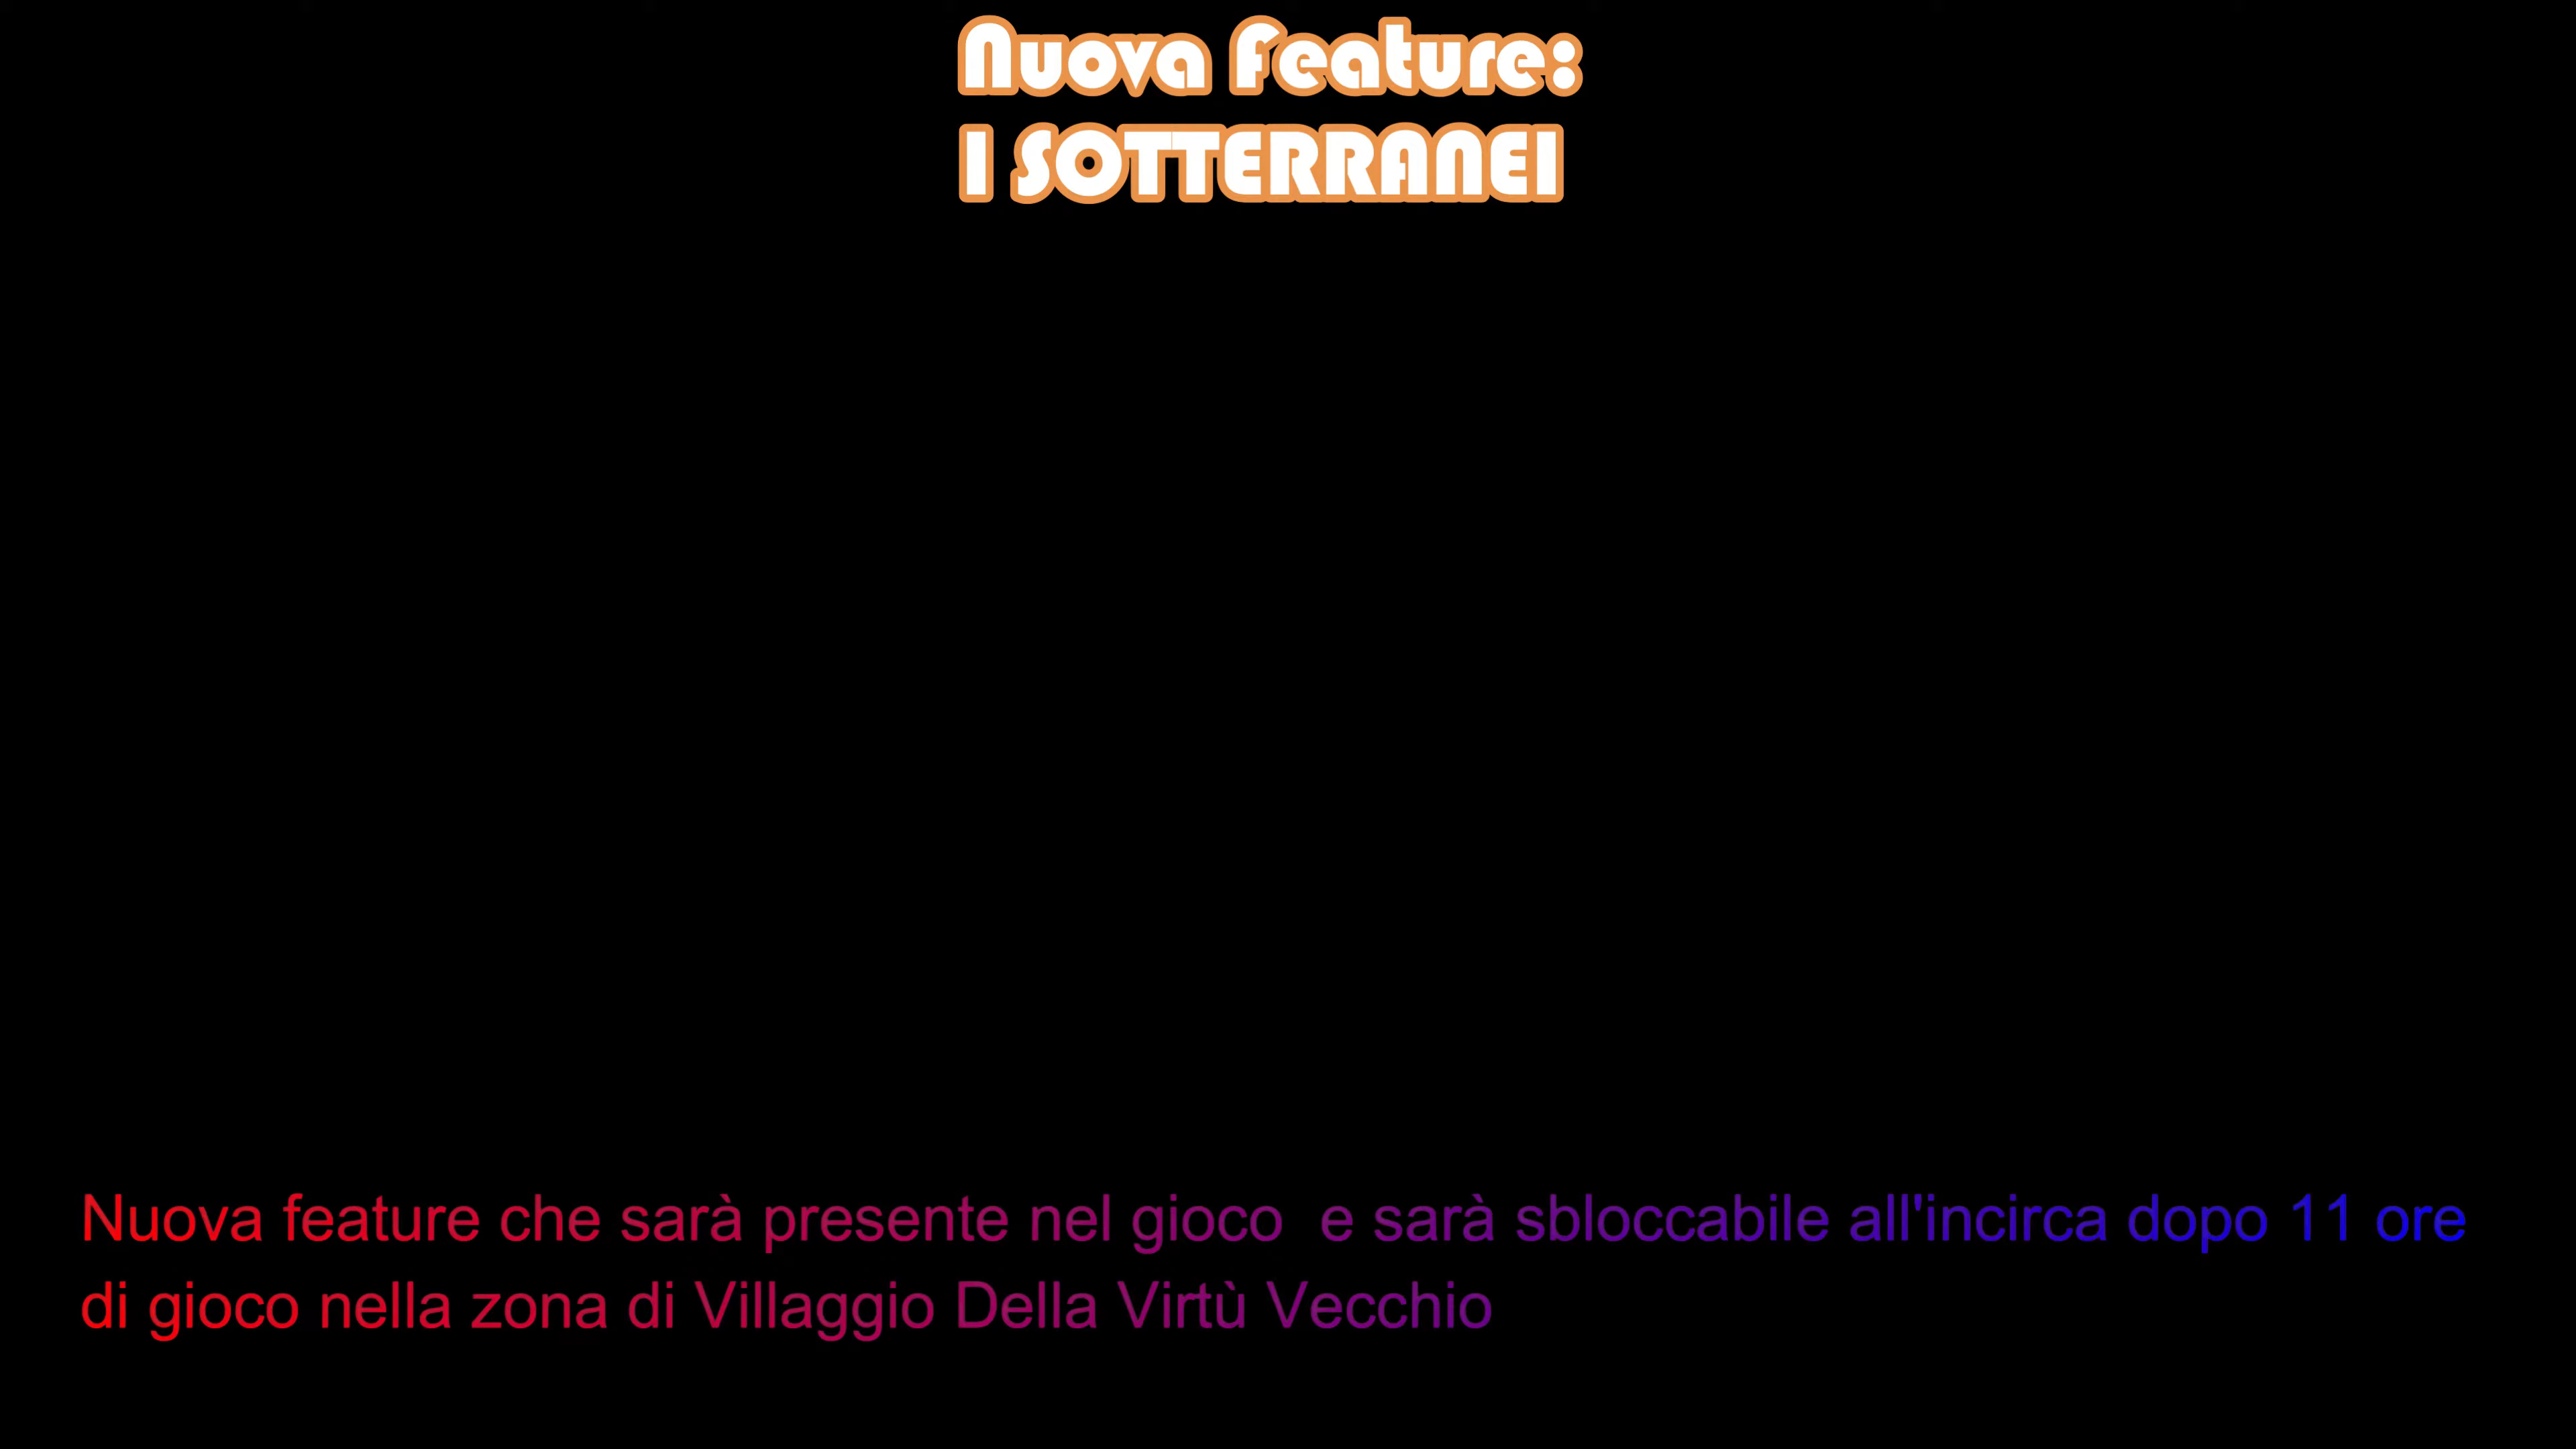 Nuova Feature:
I SOTTERRANEI
Nuova feature che sarà presente nel gioco  e sarà sbloccabile all'incirca dopo 11 ore
di gioco nella zona di Villaggio Della Virtù Vecchio